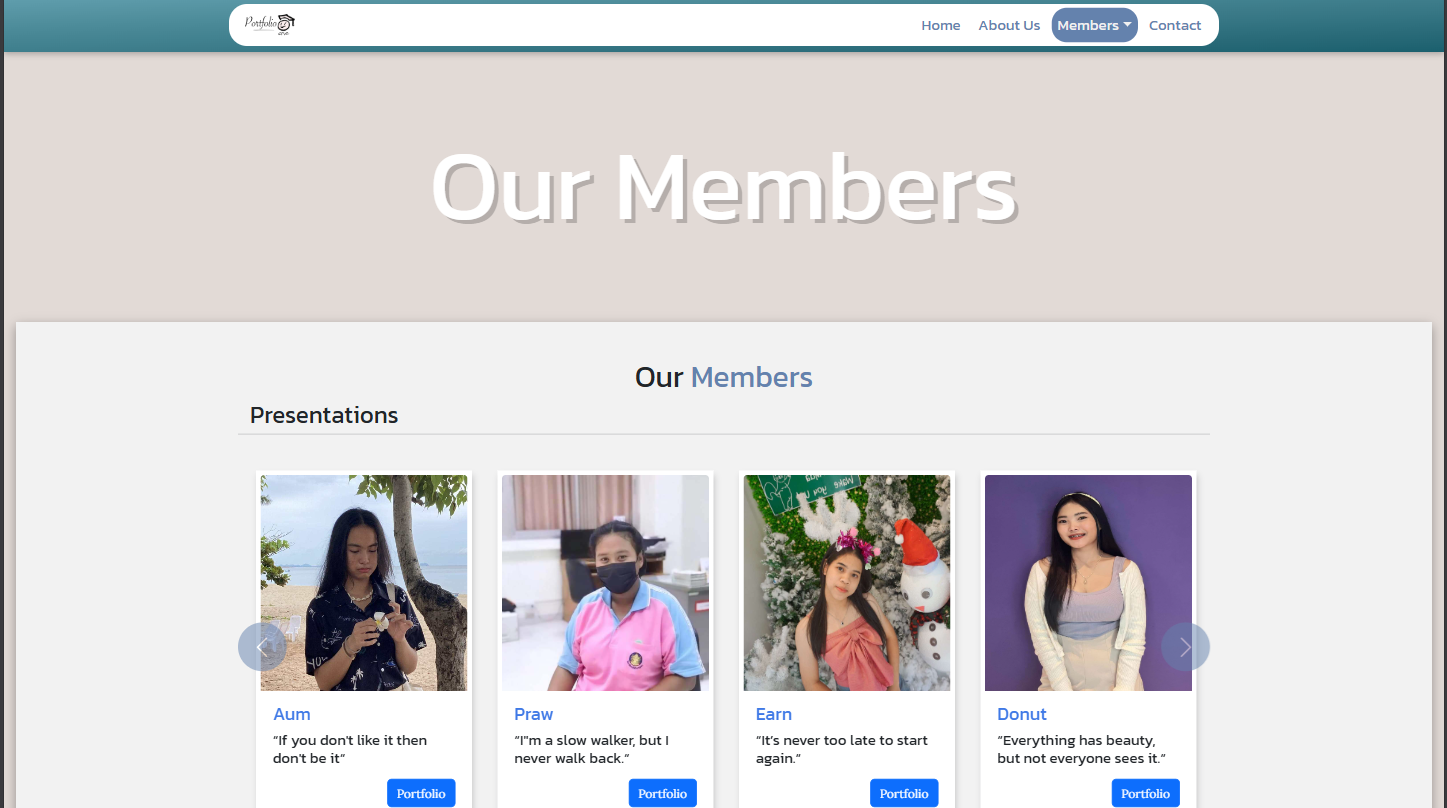 Portfolio
Home
About Us
Members
Contact
Our Members
Our Members
Presentations
Aum
“If you don't like it then
don't be it“
Portfolio
Praw
“I"m a slow walker, but I
never walk back.“
Portfolio
Earn
“It’s never too late to start
again.“
Portfolio
Donut
“Everything has beauty,
but not everyone sees it.“
Portfolio